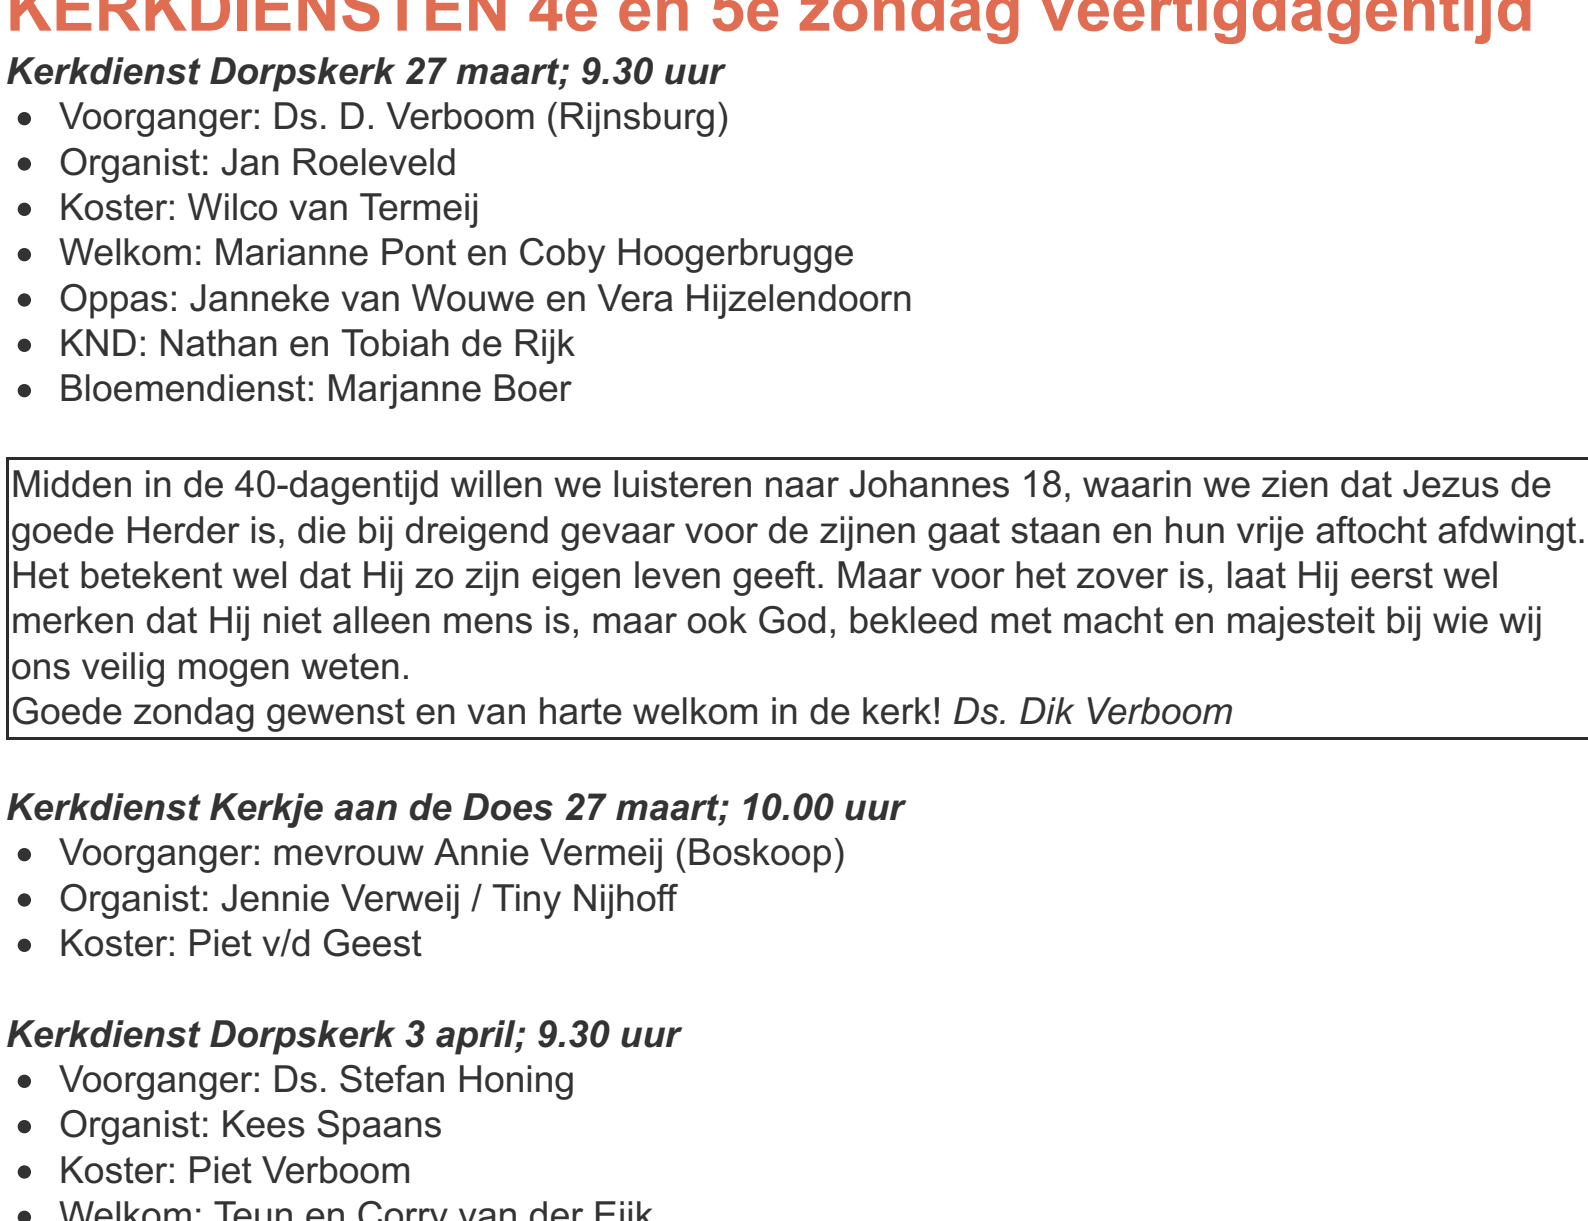 KERKDIENSTEN 4e en 5e zondag veertigdagentijd
Kerkdienst Dorpskerk 27 maart; 9.30 uur
• Voorganger: Ds. D. Verboom (Rijnsburg)
• Organist: Jan Roeleveld
• Koster: Wilco van Termeij
• Welkom: Marianne Pont en Coby Hoogerbrugge
• Oppas: Janneke van Wouwe en Vera Hijzelendoorn
• KND: Nathan en Tobiah de Rijk
• Bloemendienst: Marjanne Boer
Midden in de 40-dagentijd willen we luisteren naar Johannes 18, waarin we zien dat Jezus de
goede Herder is, die bij dreigend gevaar voor de zijnen gaat staan en hun vrije aftocht afdwingt.
Het betekent wel dat Hij zo zijn eigen leven geeft. Maar voor het zover is, laat Hij eerst wel
merken dat Hij niet alleen mens is, maar ook God, bekleed met macht en majesteit bij wie wij
ons veilig mogen weten.
Goede zondag gewenst en van harte welkom in de kerk! Ds. Dik Verboom
Kerkdienst Kerkje aan de Does 27 maart; 10.00 uur
• Voorganger: mevrouw Annie Vermeij (Boskoop)
• Organist: Jennie Verweij / Tiny Nijhoff
• Koster: Piet v/d Geest
Kerkdienst Dorpskerk 3 april; 9.30 uur
• Voorganger: Ds. Stefan Honing
• Organist: Kees Spaans
• Koster: Piet Verboom
• Welkom: Teun en Corry van der Eijk